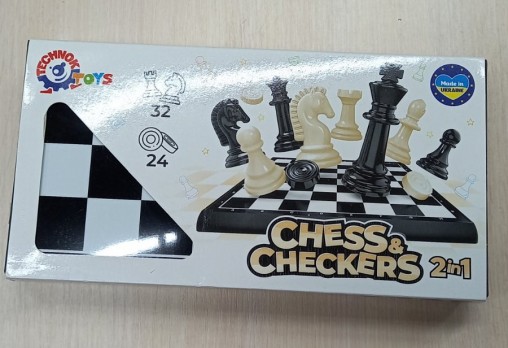 TECHNOK
TOYS
32
24
Made in
UKRAINE
CHESS &
CHECKERS 2in1